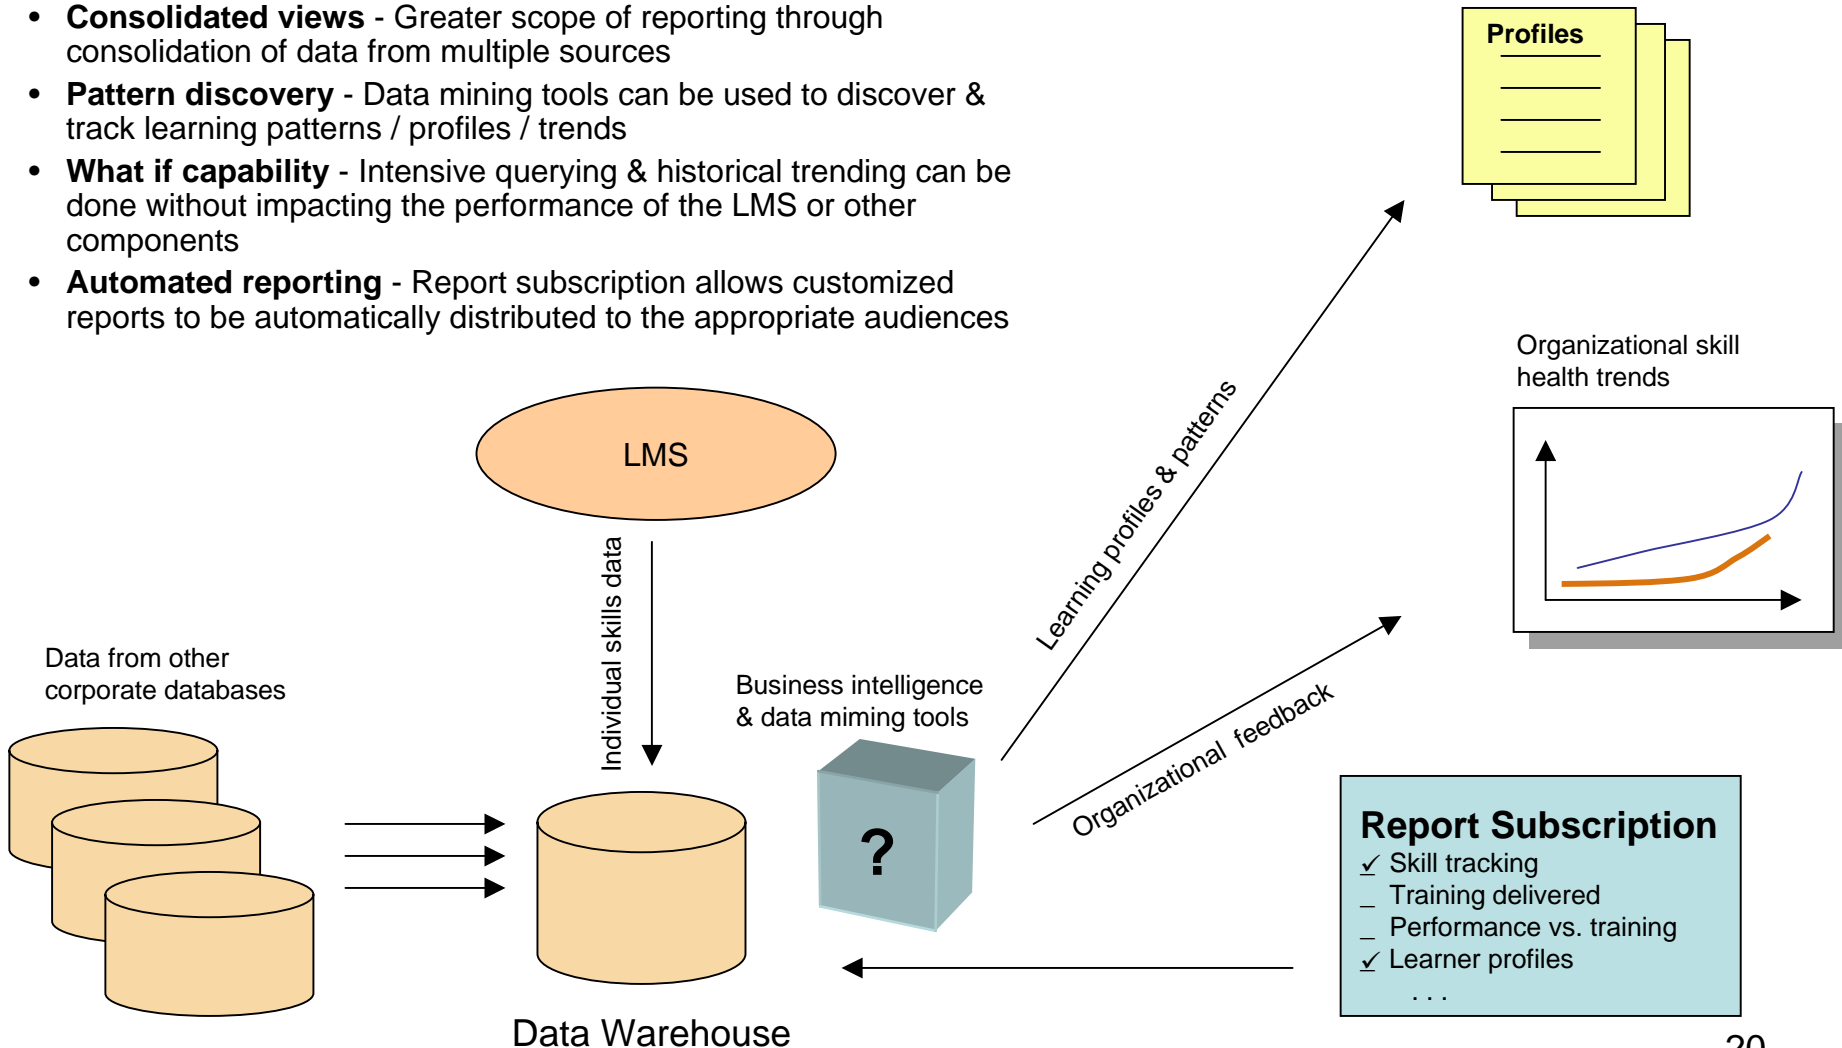 • Consolidated views - Greater scope of reporting through
consolidation of data from multiple sources
• Pattern discovery - Data mining tools can be used to discover &
track learning patterns / profiles / trends
• What if capability - Intensive querying & historical trending can be
done without impacting the performance of the LMS or other
components
• Automated reporting - Report subscription allows customized
reports to be automatically distributed to the appropriate audiences
Profiles
Organizational skill
health trends
LMS
Individual skills data
Learning profiles & patterns
Data from other
corporate databases
Business intelligence
& data miming tools
?
Organizational feedback
Report Subscription
✓ Skill tracking
_ Training delivered
_ Performance vs. training
✓ Learner profiles
. . .
Data Warehouse
20